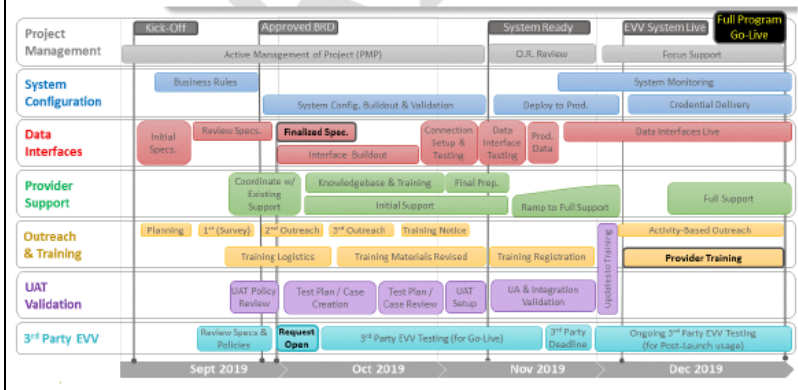 Kick-Off
Approved BRD
System Ready
EVV System Live
Full Program
Go-Live
Project
Management
Active Management of Project (PMP)
O.R. Review
Focus Support
System
Configuration
Business Rules
System Monitoring
System Config, Buildout & Validation
Deploy to Prod.
Credential Delivery
Data
Interfaces
Initial
Specs.
Review Specs.
Finalized Spec.
Interface Buildout
Connection
Setup &
Testing
Data
Interface
Testing
Prod.
Data
Data Interfaces Live
Provider
Support
Coordinate w/
Existing
Support
Knowledgebase & Training
Final Prep.
Initial Support
Ramp to Full Support
Full Support
Outreach
& Training
Planning
1st (Survey)
2nd Outreach
3rd Outreach
Training Notice
Activity-Based Outreach
Training Logistics
Training Materials Revised
Training Registration
Updates to Training
Provider Training
UAT
Validation
UAT Policy
Review
Test Plan / Case
Creation
Test Plan /
Case Review
UAT
Setup
UA & Integration
Validation
3rd Party EVV
Review Specs &
Policies
Request
Open
3rd Party EVV Testing (for Go-Live)
3rd Party
Deadline
Ongoing 3rd Party EVV Testing
(for Post-Launch usage)
Sept 2019
Oct 2019
Nov 2019
Dec 2019